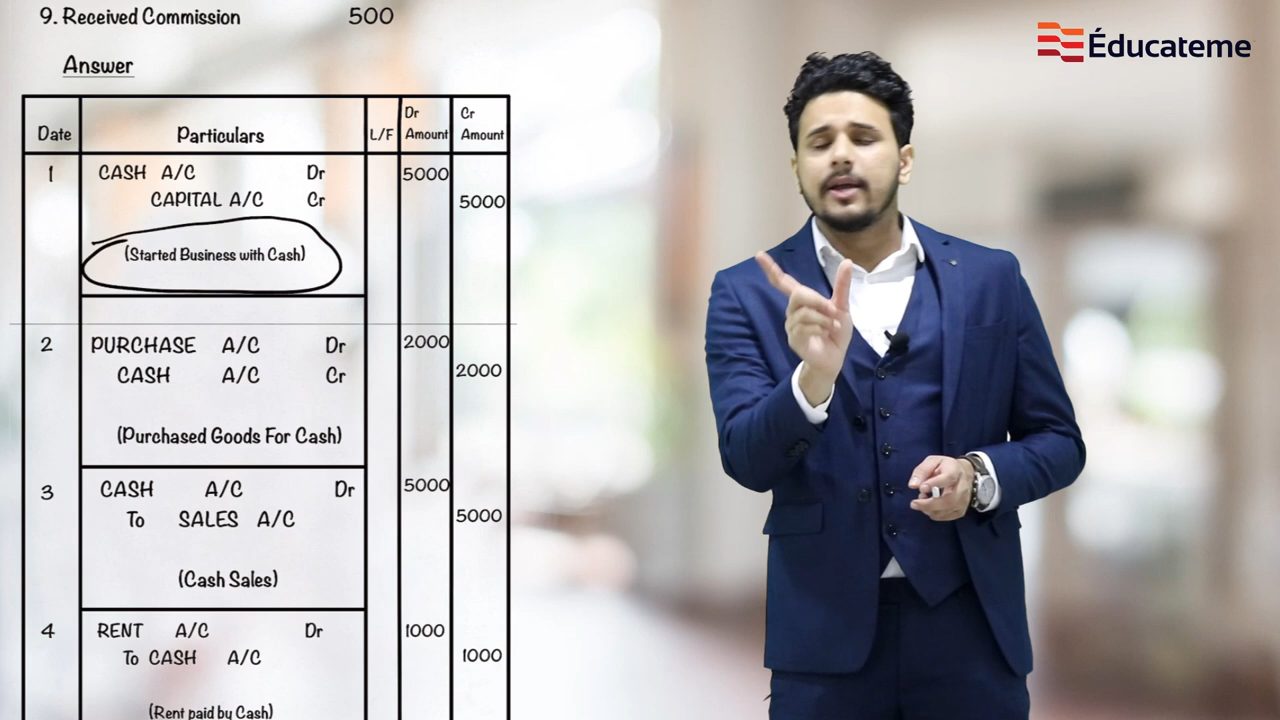 9. Received Commission 500
Answer
Éducateme
Date Particulars L/F Dr Amount Cr Amount
1 CASH A/C Dr 5000
CAPITAL A/C Cr 5000
(Started Business with Cash)
2 PURCHASE A/C Dr 2000
CASH A/C Cr 2000
(Purchased Goods For Cash)
3 CASH A/C Dr 5000
To SALES A/C 5000
(Cash Sales)
4 RENT A/C Dr 1000
To CASH A/C 1000
(Rent paid by Cash)